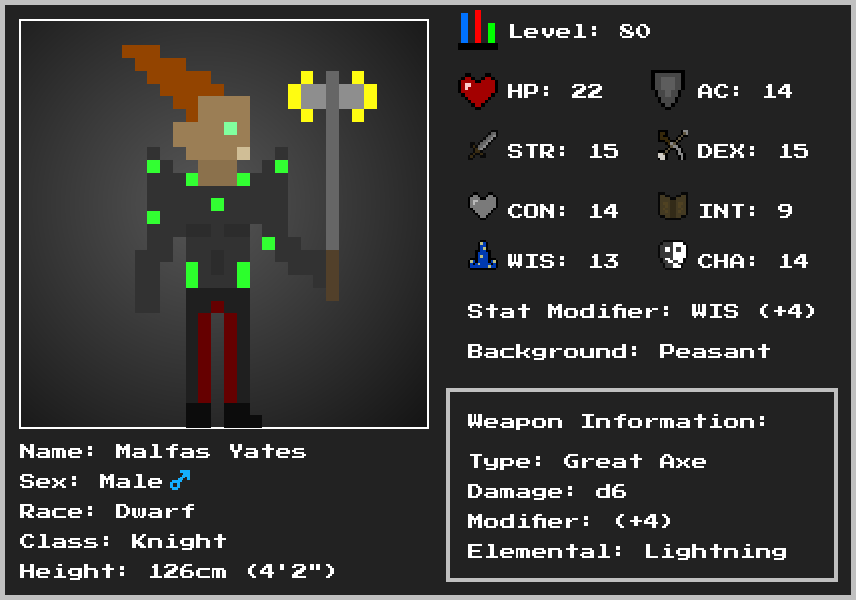 Level: 80
HP: 22 AC: 14
STR: 15 DEX: 15
CON: 14 INT: 9
WIS: 13 CHA: 14
Stat Modifier: WIS (+4)
Background: Peasant
Weapon Information:
Type: Great Axe
Damage: d6
Modifier: (+4)
Elemental: Lightning
Name: Malfas Yates
Sex: Male ♂
Race: Dwarf
Class: Knight
Height: 126cm (4'2")